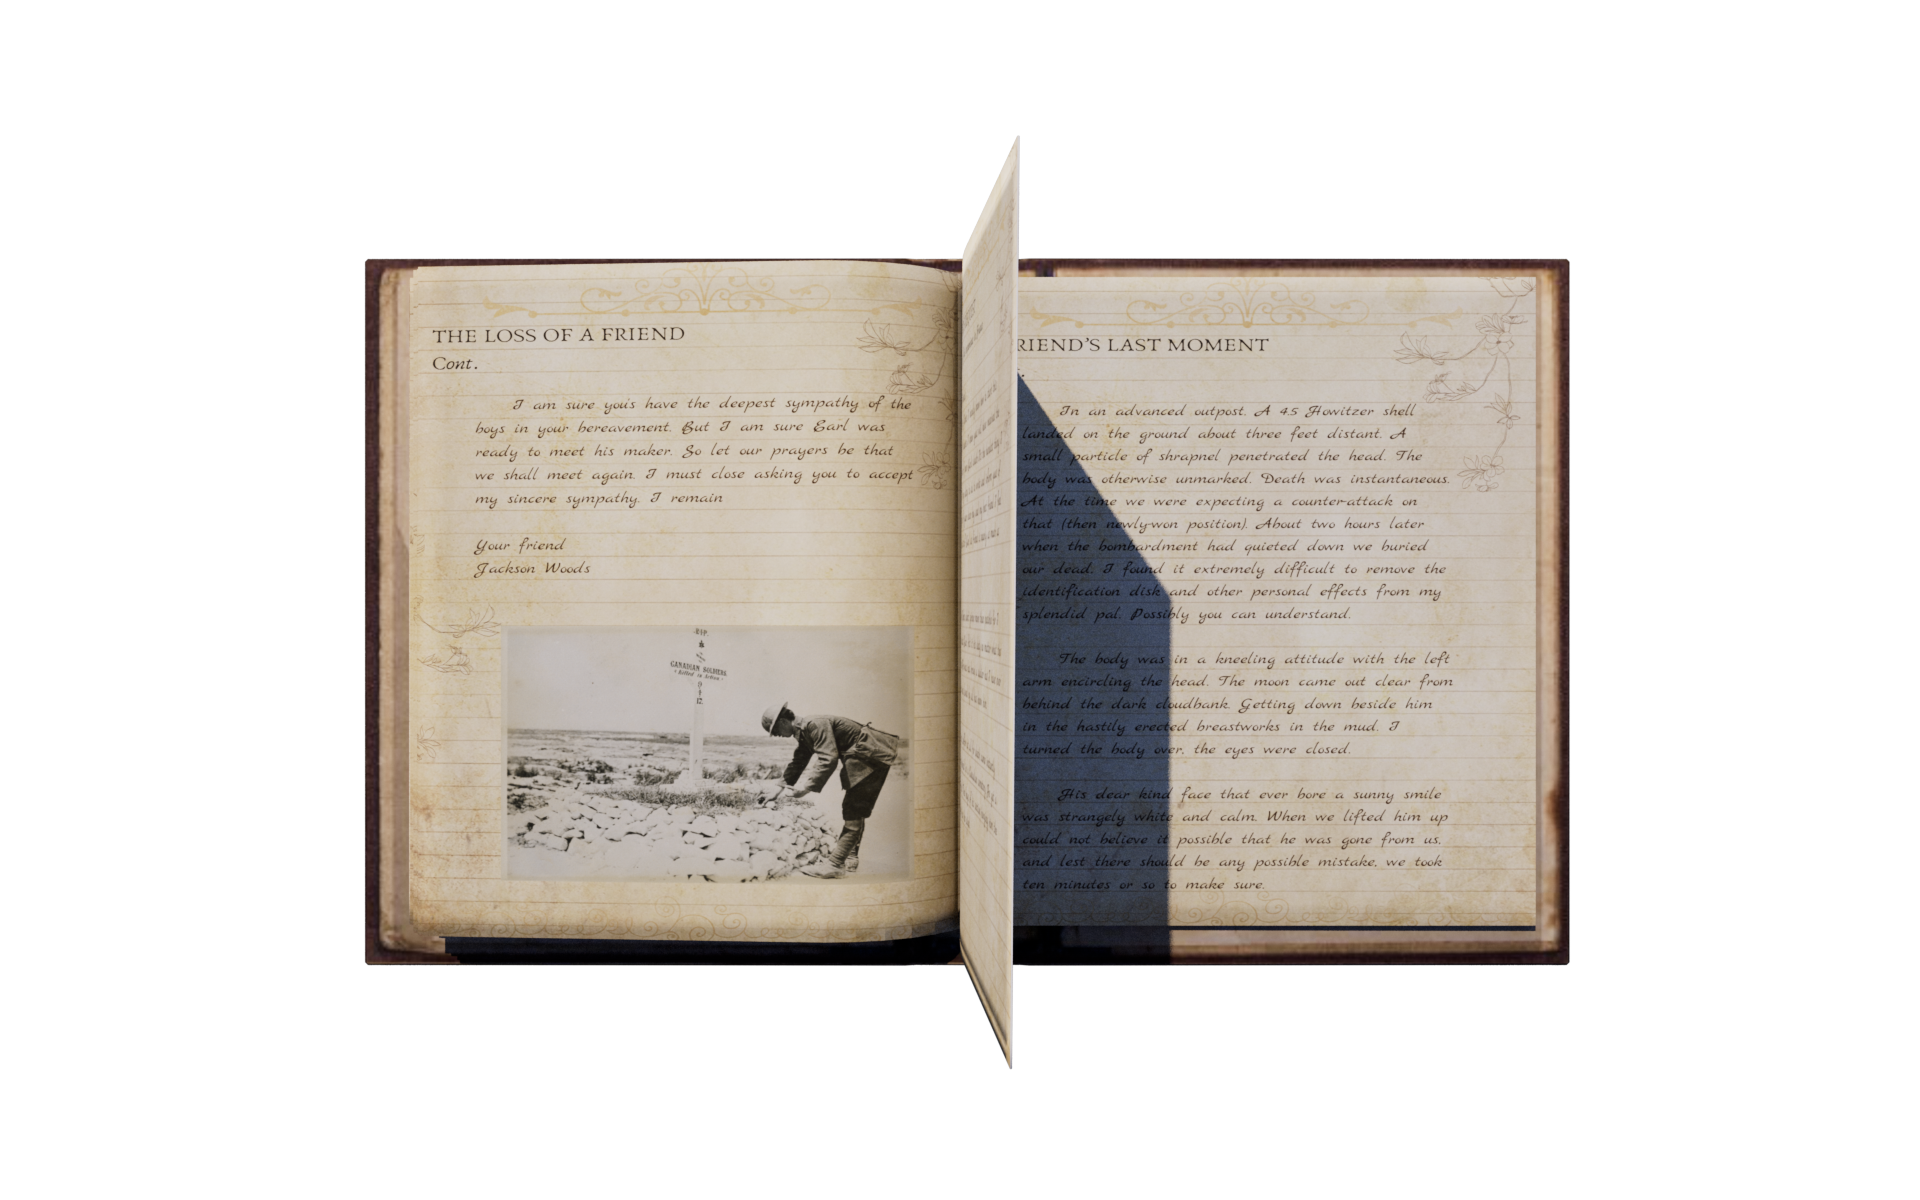 THE LOSS OF A FRIEND
Cont.
I am sure you's have the deepest sympathy of the
boys in your bereavement. But I am sure Earl was
ready to meet his maker. So let our prayers be that
we shall meet again. I must close asking you to accept
my sincere sympathy. I remain
Your friend
Jackson Woods
R.I.P.
CANADIAN SOLDIERS
Killed in Action
9
4
17.
RIEND'S LAST MOMENT
In an advanced outpost. A 4.5 Howitzer shell
landed on the ground about three feet distant. A
small particle of shrapnel penetrated the head. The
body was otherwise unmarked. Death was instantaneous.
At the time we were expecting a counter-attack on
that (then newly-won position). About two hours later
when the bombardment had quieted down we buried
our dead. I found it extremely difficult to remove the
identification disk and other personal effects from my
splendid pal. Possibly you can understand.
The body was in a kneeling attitude with the left
arm encircling the head. The moon came out clear from
behind the dark cloudbank. Getting down beside him
in the hastily erected breastworks in the mud. I
turned the body over, the eyes were closed.
His dear kind face that ever bore a sunny smile
was strangely white and calm. When we lifted him up
could not believe it possible that he was gone from us,
and lest there should be any possible mistake, we took
ten minutes or so to make sure.